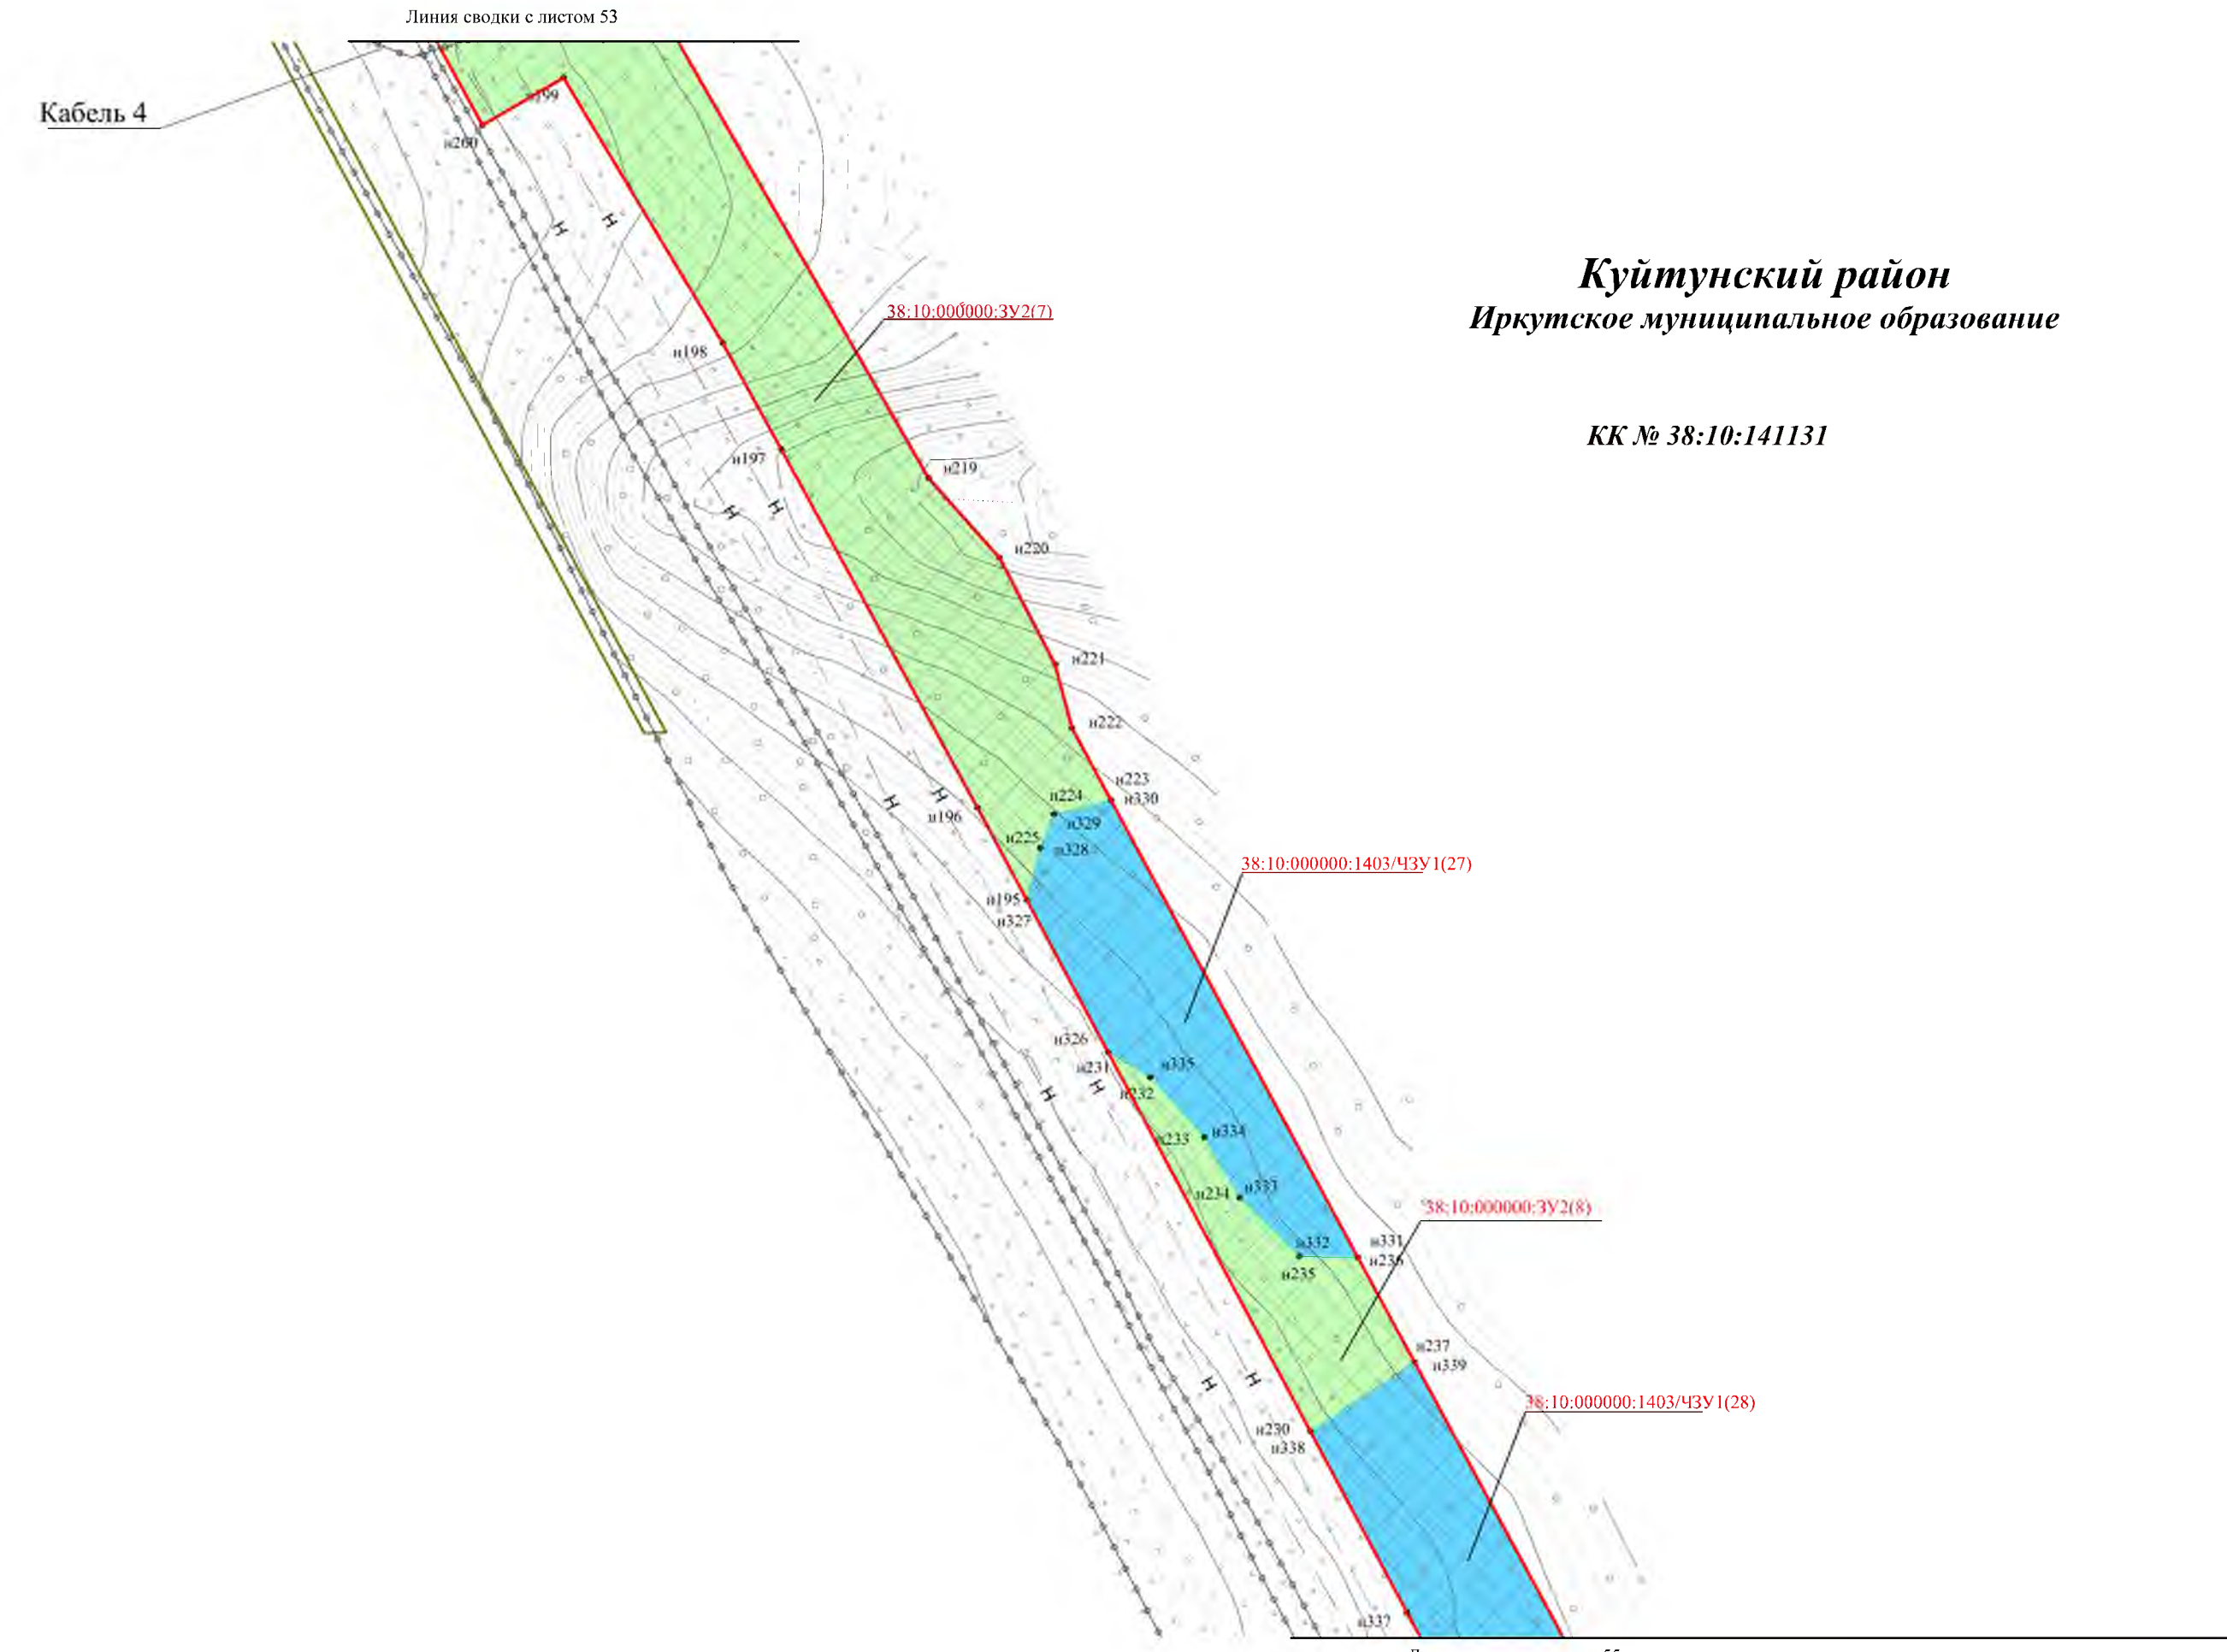 Линия сводки с листом 53
Кабель 4
н199
н260
Куйтунский район
Иркутское муниципальное образование
38:10:000000:ЗУ2(7)
н198
КК № 38:10:141131
н197
н219
Н Н
Н Н
н220
н221
н222
н223
н330
н224
н329
Н Н
н196
н225
н328
38:10:000000:1403/ЧЗУ1(27)
н195
н327
н326
н231
н335
н232
Н Н
н233
н334
н234
н333
38:10:000000:ЗУ2(8)
н332
н235
н331
н236
н237
н339
Н Н
38:10:000000:1403/ЧЗУ1(28)
н230
н338
н337